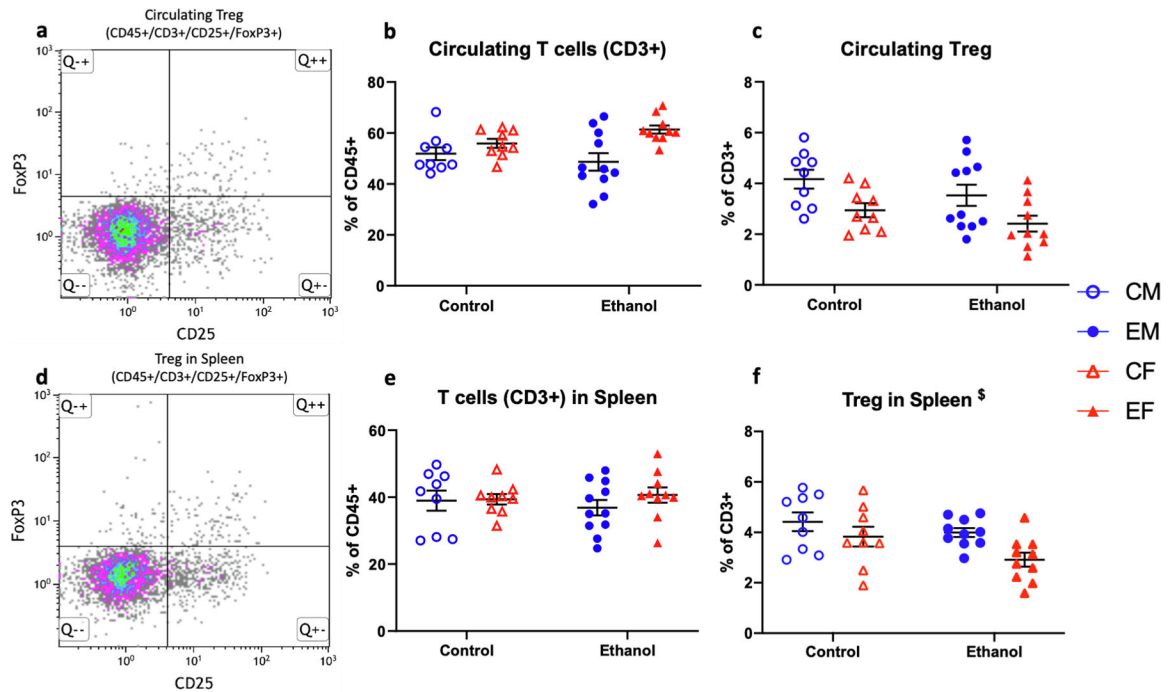 a
Circulating Treg
(CD45+/CD3+/CD25+/FoxP3+)
Q-+
Q++
Q--
Q+-
10³
10²
10¹
10⁰
FoxP3
10⁰ 10¹ 10² 10³
CD25
b
Circulating T cells (CD3+)
80
60
40
20
0
% of CD45+
Control Ethanol
c
Circulating Treg
8
6
4
2
0
% of CD3+
Control Ethanol
CM
EM
CF
EF
d
Treg in Spleen
(CD45+/CD3+/CD25+/FoxP3+)
Q-+
Q++
Q--
Q+-
10³
10²
10¹
10⁰
FoxP3
10⁰ 10¹ 10² 10³
CD25
e
T cells (CD3+) in Spleen
60
40
20
0
% of CD45+
Control Ethanol
f
Treg in Spleen $
8
6
4
2
0
% of CD3+
Control Ethanol